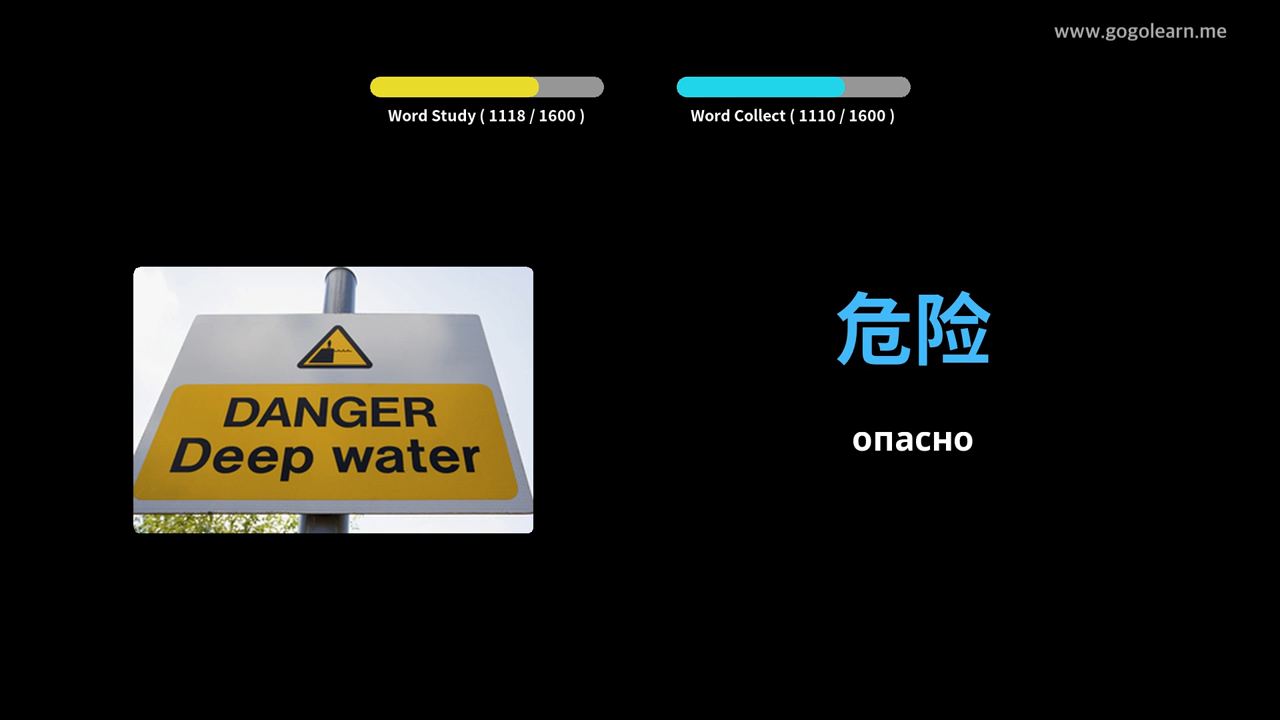 www.gogolearn.me
Word Study ( 1118 / 1600 )
Word Collect ( 1110 / 1600 )
DANGER
Deep water
危险
опасно